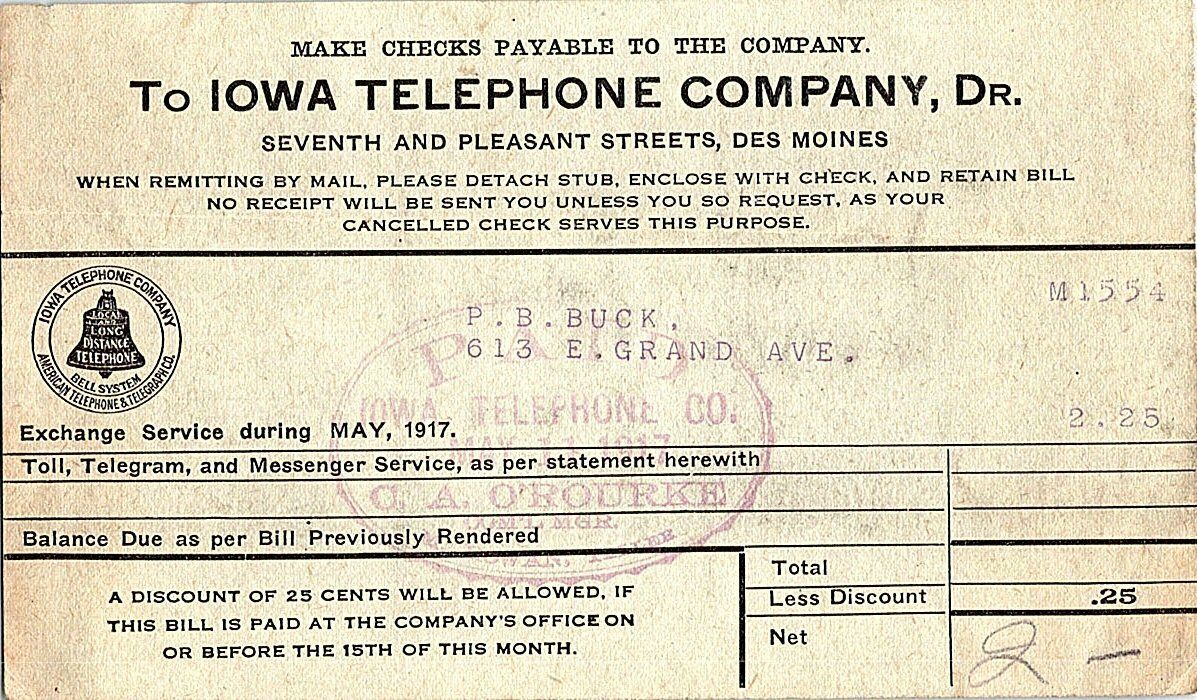 MAKE CHECKS PAYABLE TO THE COMPANY.
To IOWA TELEPHONE COMPANY, DR.
SEVENTH AND PLEASANT STREETS, DES MOINES
WHEN REMITTING BY MAIL, PLEASE DETACH STUB, ENCLOSE WITH CHECK, AND RETAIN BILL
NO RECEIPT WILL BE SENT YOU UNLESS YOU SO REQUEST, AS YOUR
CANCELLED CHECK SERVES THIS PURPOSE.
IOWA TELEPHONE COMPANY
LOCAL
AND
LONG
DISTANCE
TELEPHONE
BELL SYSTEM
AMERICAN TELEPHONE & TELEGRAPH CO.
M1554
P.B.BUCK,
613 E.GRAND AVE.
PAID
IOWA TELEPHONE CO.
MAY 11 1917
C. A. O'ROURKE
COM'L MGR.
2.25
Exchange Service during MAY, 1917.
Toll, Telegram, and Messenger Service, as per statement herewith
Balance Due as per Bill Previously Rendered
A DISCOUNT OF 25 CENTS WILL BE ALLOWED, IF
THIS BILL IS PAID AT THE COMPANY'S OFFICE ON
OR BEFORE THE 15TH OF THIS MONTH.
Total
Less Discount .25
Net 2 —